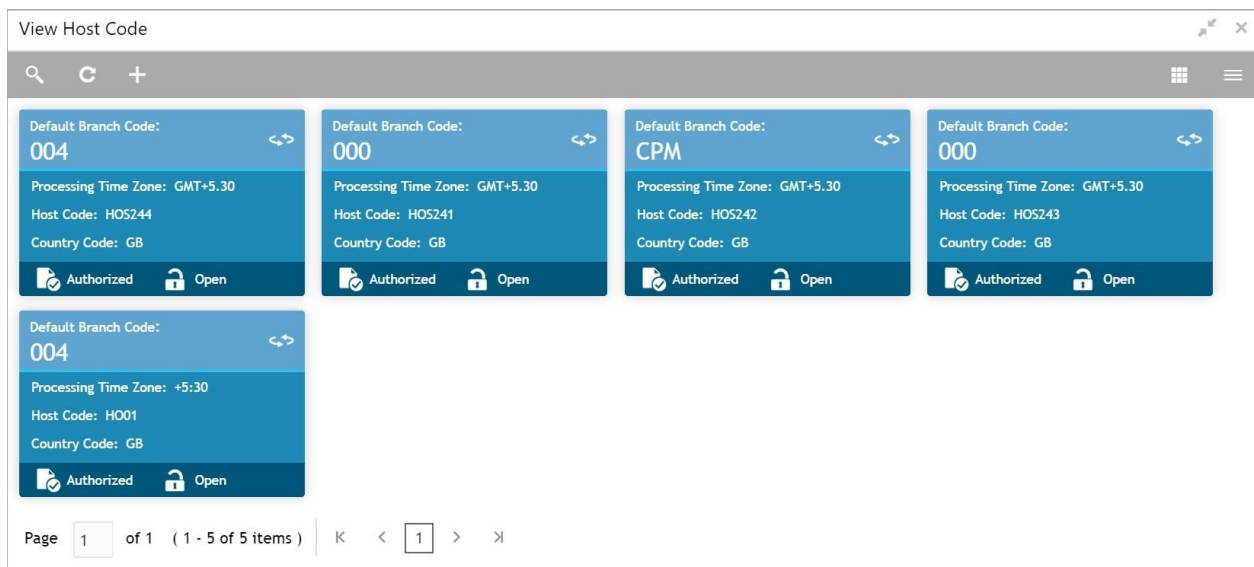 View Host Code
Default Branch Code:
004
Processing Time Zone: GMT+5.30
Host Code: HOS244
Country Code: GB
Authorized Open
Default Branch Code:
000
Processing Time Zone: GMT+5.30
Host Code: HOS241
Country Code: GB
Authorized Open
Default Branch Code:
CPM
Processing Time Zone: GMT+5.30
Host Code: HOS242
Country Code: GB
Authorized Open
Default Branch Code:
000
Processing Time Zone: GMT+5.30
Host Code: HOS243
Country Code: GB
Authorized Open
Default Branch Code:
004
Processing Time Zone: +5:30
Host Code: HO01
Country Code: GB
Authorized Open
Page 1 of 1 ( 1 - 5 of 5 items ) 1